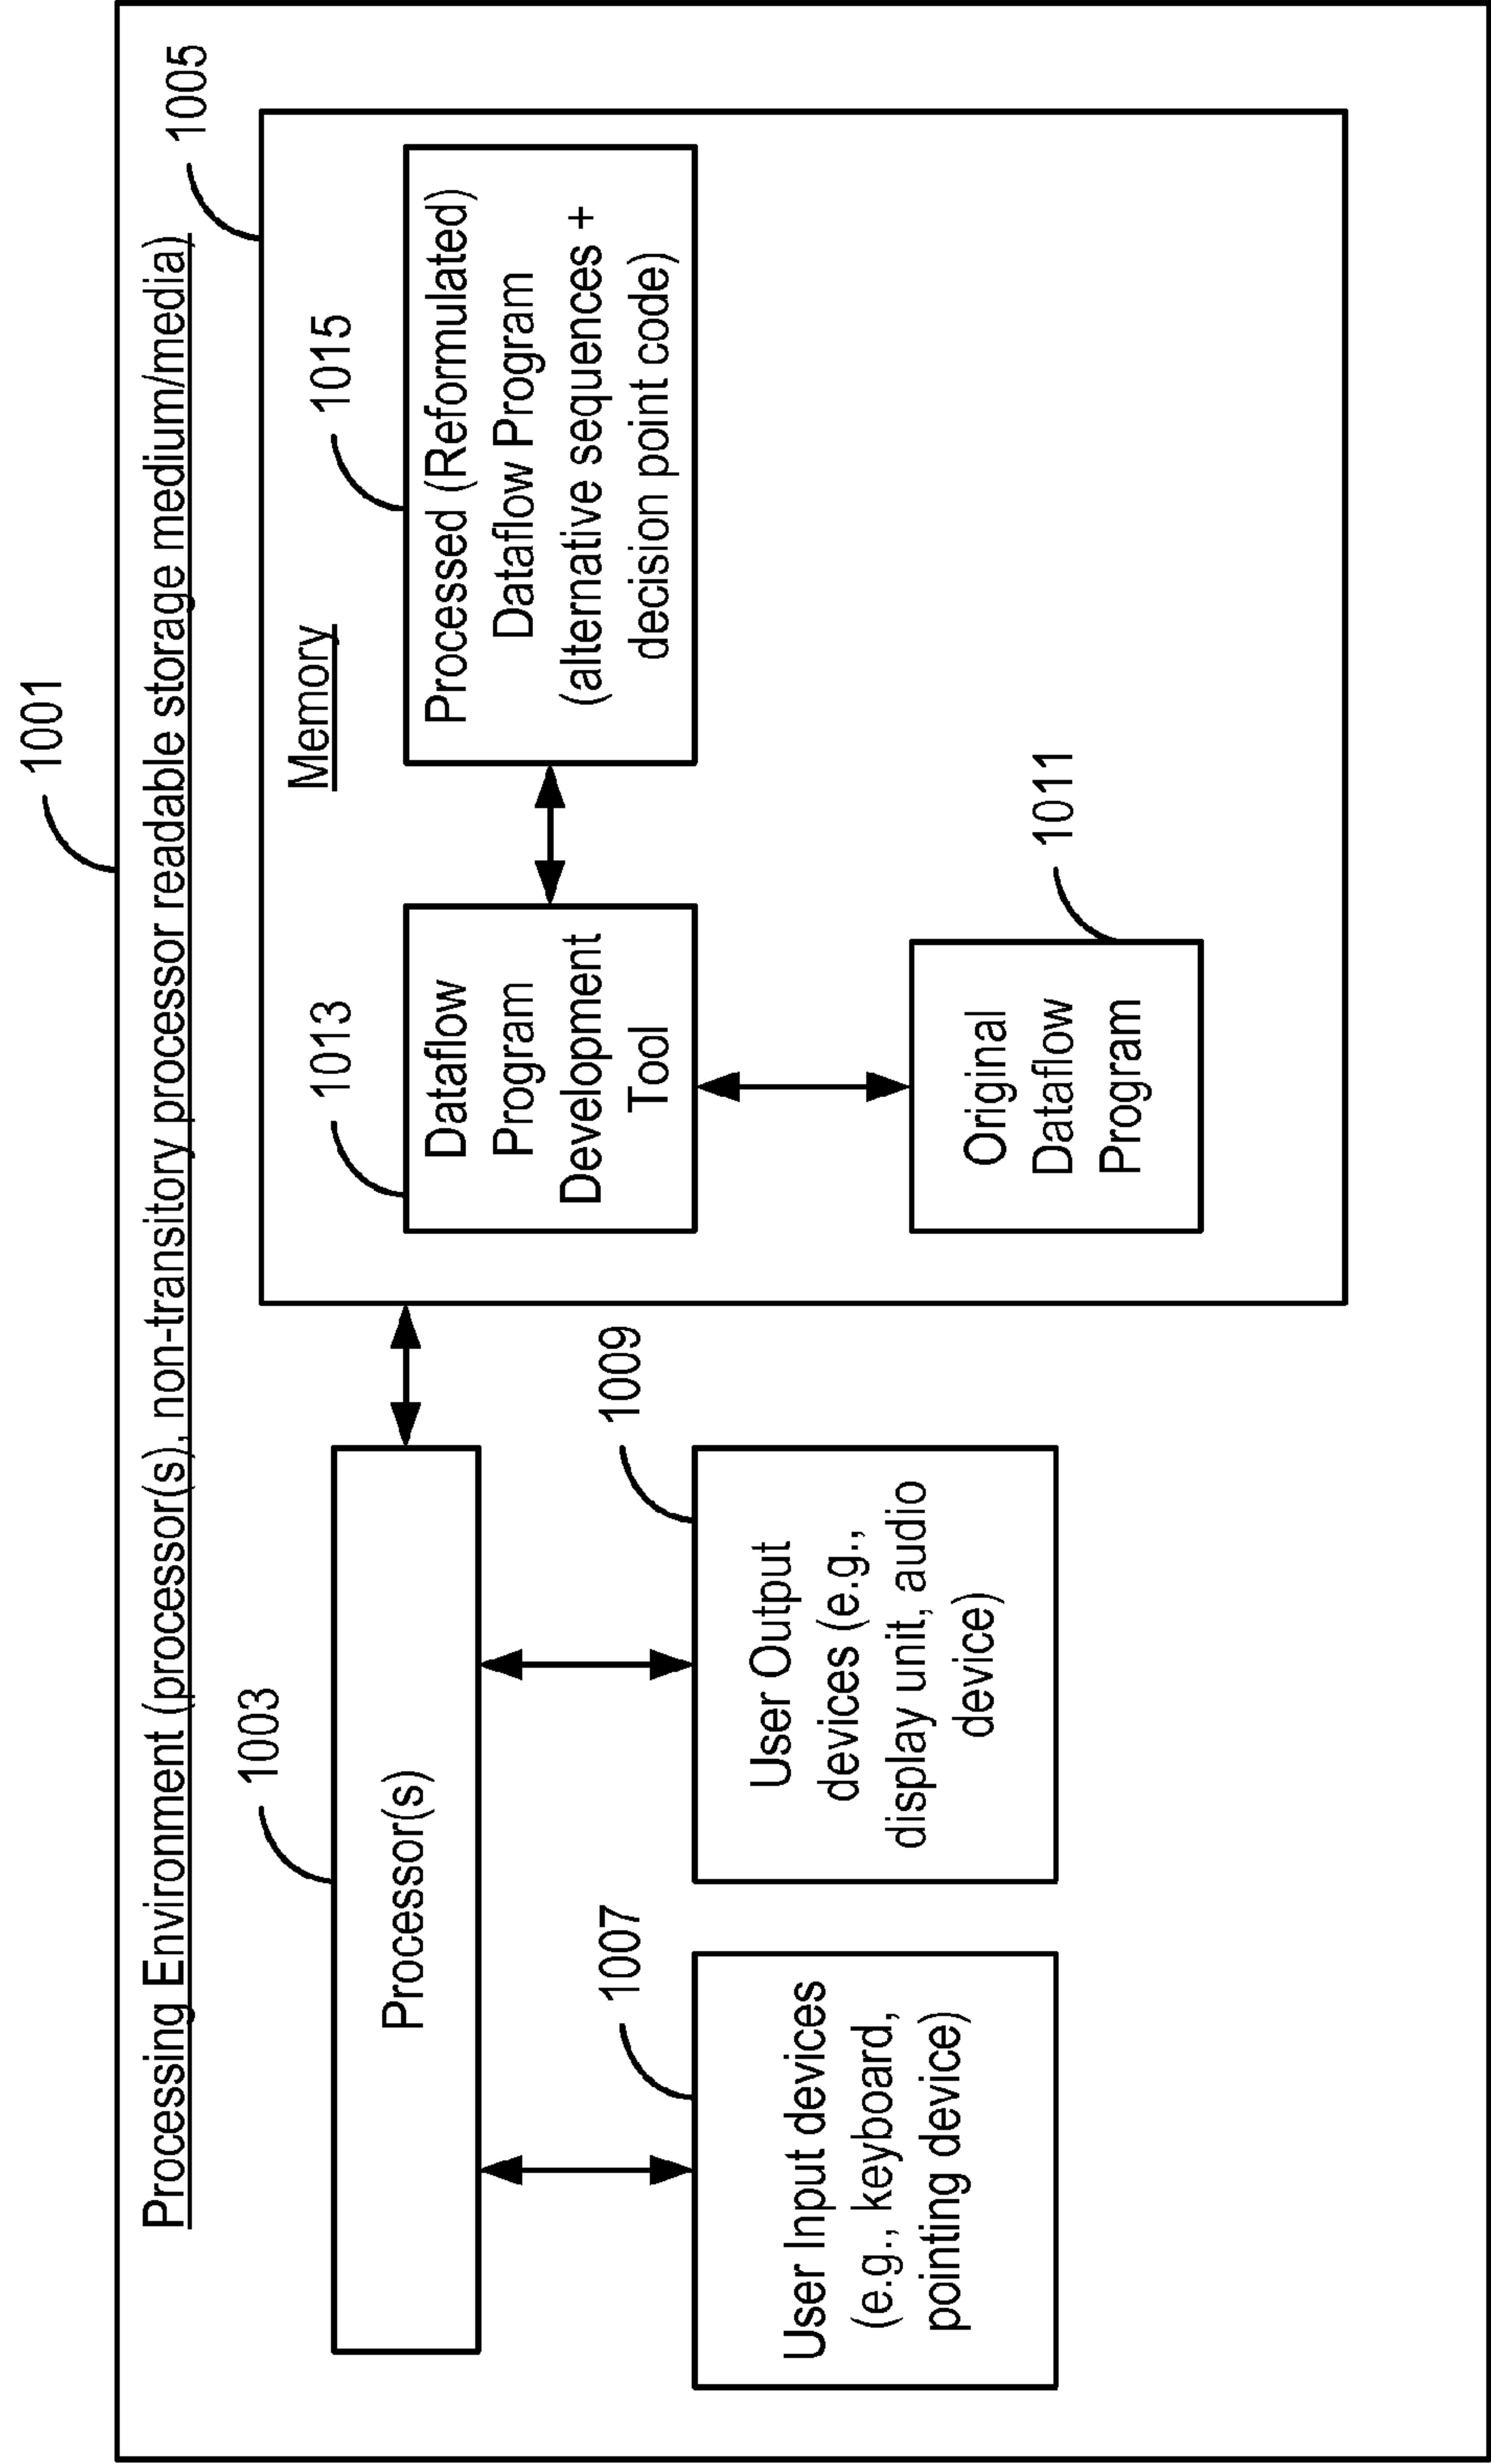 1001
Processing Environment (processor(s), non-transitory processor readable storage medium/media)
1003
Processor(s)
1007
User Input devices
(e.g., keyboard,
pointing device)
1009
User Output
devices (e.g.,
display unit, audio
device)
1005
Memory
1013
Dataflow
Program
Development
Tool
1015
Processed (Reformulated)
Dataflow Program
(alternative sequences +
decision point code)
1011
Original
Dataflow
Program